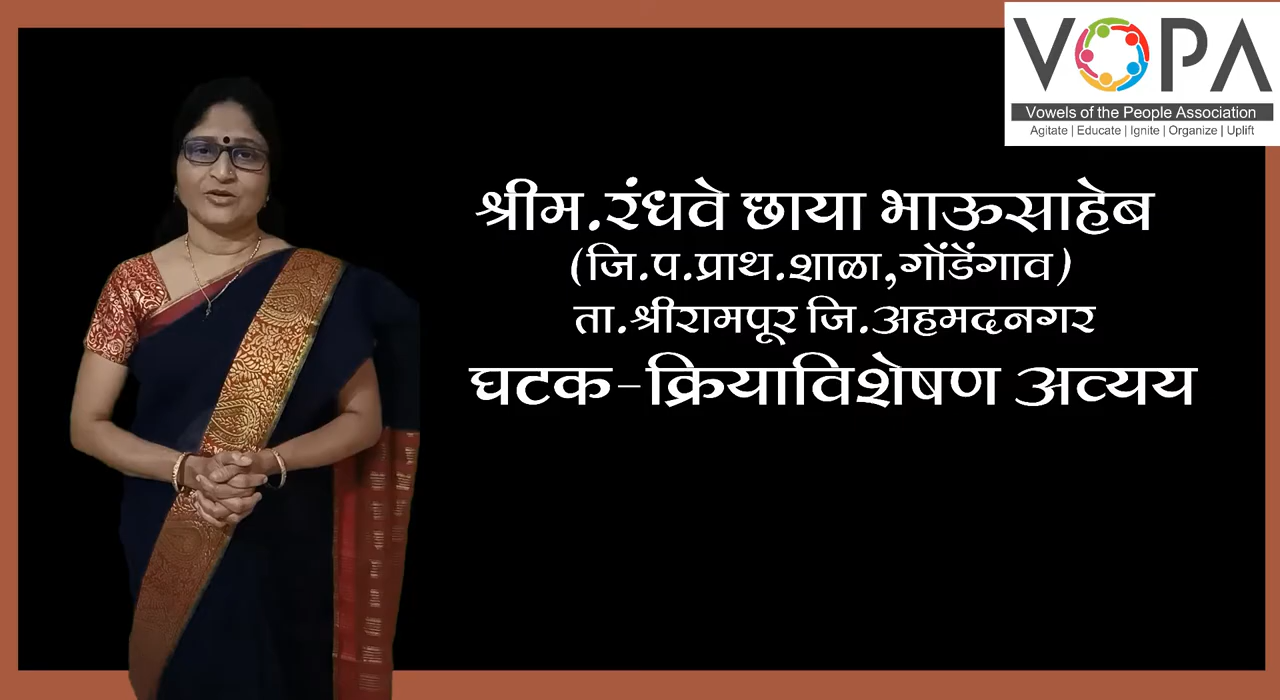 VOPA
Vowels of the People Association
Agitate | Educate | Ignite | Organize | Uplift
श्रीम.रंधवे छाया भाऊसाहेब
(जि.प.प्राथ.शाळा,गोंडेंगाव)
ता.श्रीरामपूर जि.अहमदनगर
घटक-क्रियाविशेषण अव्यय